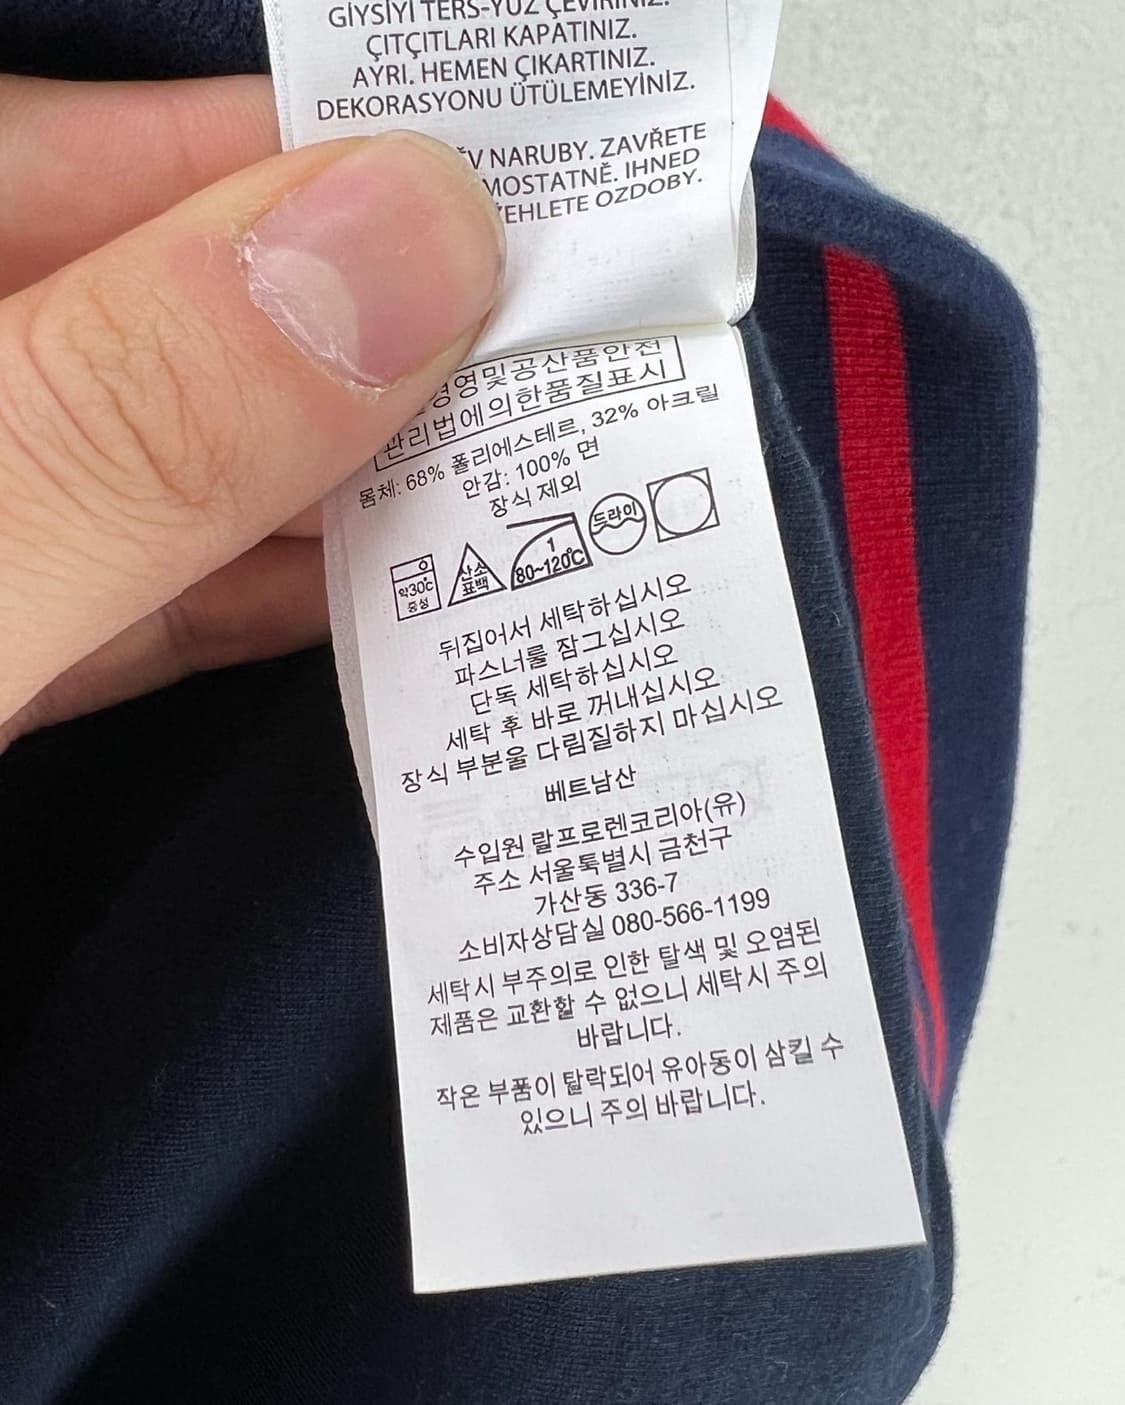 GİYSİYİ TERS-YÜZ ÇEVİRİNİZ.
ÇITÇITLARI KAPATINIZ.
AYRI. HEMEN ÇIKARTINIZ.
DEKORASYONU ÜTÜLEMEYİNİZ.
NARUBY. ZAVŘETE
IHNED
OZDOBY.
관리법에의한품질표시
몸체: 68% 폴리에스테르, 32% 아크릴
안감: 100% 면
장식 제외
약30℃
중성
산소
표백
1
80~120℃
드라이
뒤집어서 세탁하십시오
파스너를 잠그십시오
단독 세탁하십시오
세탁 후 바로 꺼내십시오
장식 부분을 다림질하지 마십시오
베트남산
수입원 랄프로렌코리아(유)
주소 서울특별시 금천구
가산동 336-7
소비자상담실 080-566-1199
세탁시 부주의로 인한 탈색 및 오염된
제품은 교환할 수 없으니 세탁시 주의
바랍니다.
작은 부품이 탈락되어 유아동이 삼킬 수
있으니 주의 바랍니다.